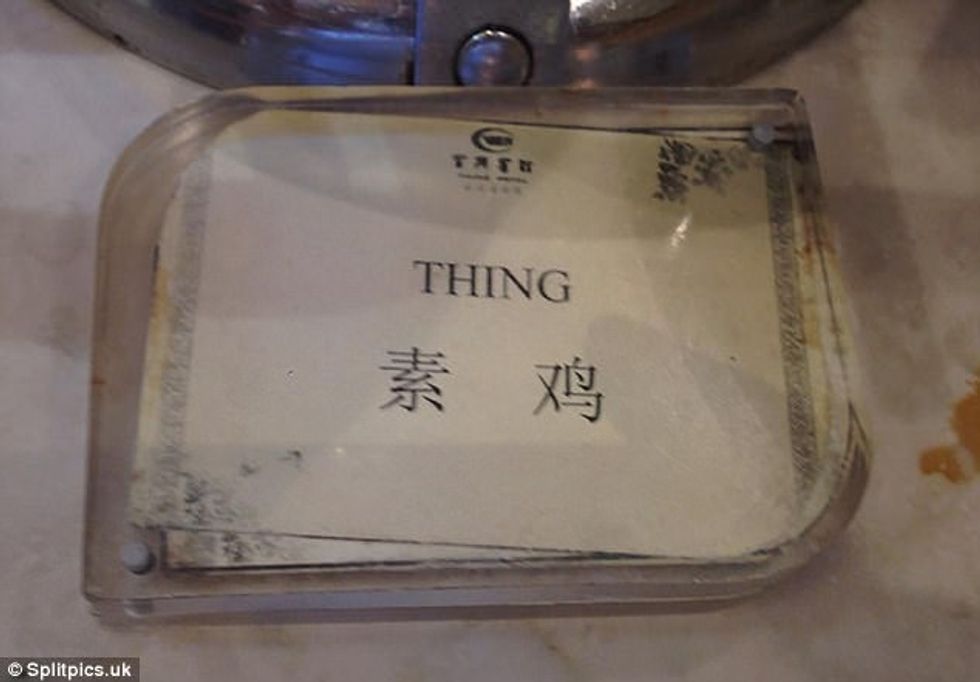 THING
素 鸡
© Splitpics.uk